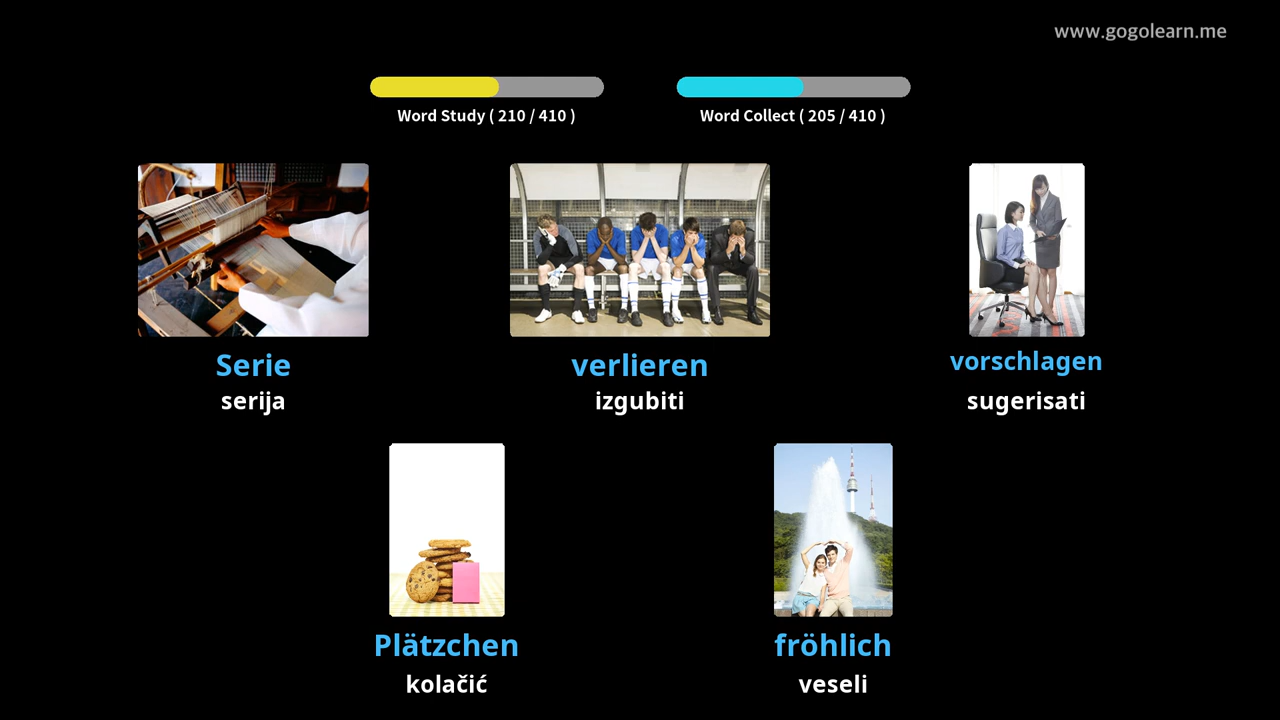 www.gogolearn.me
Word Study ( 210 / 410 )
Word Collect ( 205 / 410 )
Serie
serija
verlieren
izgubiti
vorschlagen
sugerisati
Plätzchen
kolačić
fröhlich
veseli